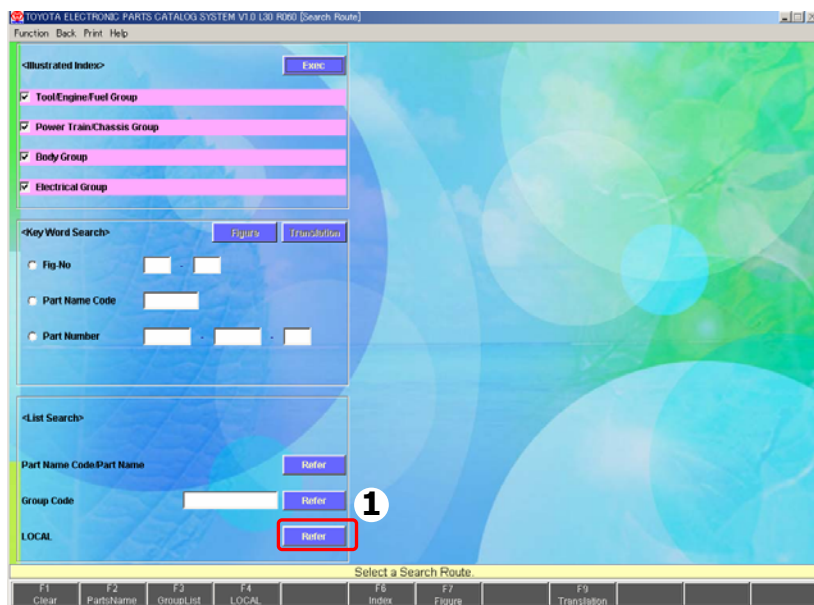 TOYOTA ELECTRONIC PARTS CATALOG SYSTEM V1.0 L30 R060 [Search Route]
Function Back Print Help
<Illustrated Index> Exec
Tool/Engine/Fuel Group
Power Train/Chassis Group
Body Group
Electrical Group
<Key Word Search> Figure Translation
Fig-No -
Part Name Code
Part Number - -
<List Search>
Part Name Code/Part Name Refer
Group Code Refer
1
LOCAL Refer
Select a Search Route.
F1 F2 F3 F4 F6 F7 F9
Clear PartsName GroupList LOCAL Index Figure Translation